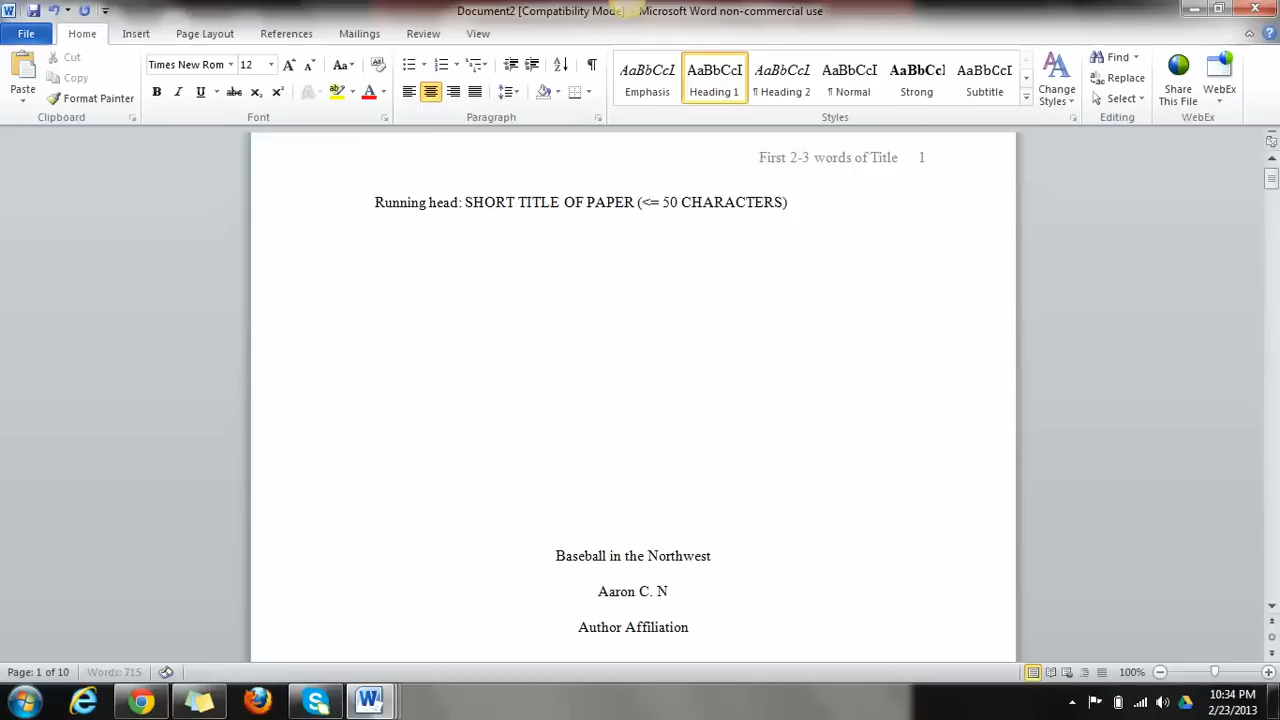 Document2 [Compatibility Mode] - Microsoft Word non-commercial use
File Home Insert Page Layout References Mailings Review View
Paste
Cut
Copy
Format Painter
Clipboard
Times New Rom 12
Font
Paragraph
AaBbCcI AaBbCcI AaBbCcI AaBbCcI AaBbCcI AaBbCcI
Emphasis Heading 1 ¶ Heading 2 ¶ Normal Strong Subtitle
Styles
Change Styles
Find
Replace
Select
Editing
Share This File
WebEx
WebEx
First 2-3 words of Title 1
Running head: SHORT TITLE OF PAPER (<= 50 CHARACTERS)
Baseball in the Northwest
Aaron C. N
Author Affiliation
Page: 1 of 10 Words: 715 100%
10:34 PM
2/23/2013